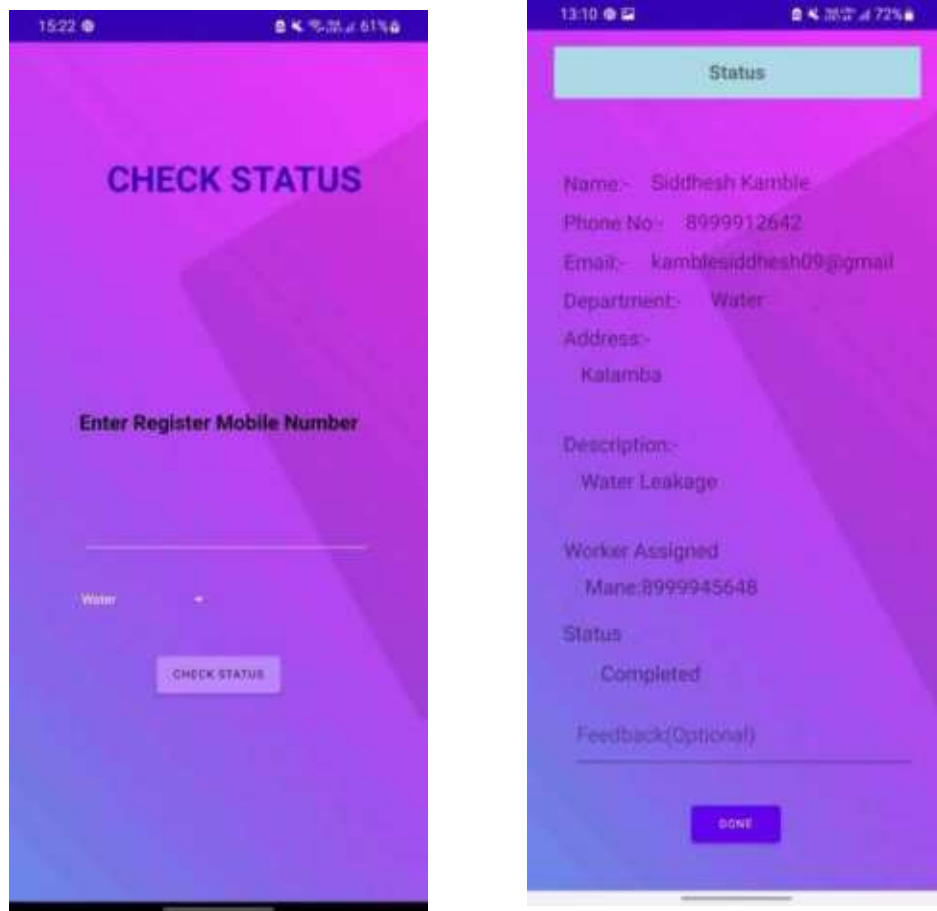 15:22
61%
CHECK STATUS
Enter Register Mobile Number
Water
CHECK STATUS
13:10
72%
Status
Name:- Siddhesh Kamble
Phone No:- 8999912642
Email:- kamblesiddhesh09@gmail
Department:- Water
Address:-
Kalamba
Description:-
Water Leakage
Worker Assigned
Mane:8999945648
Status
Completed
Feedback(Optional)
DONE